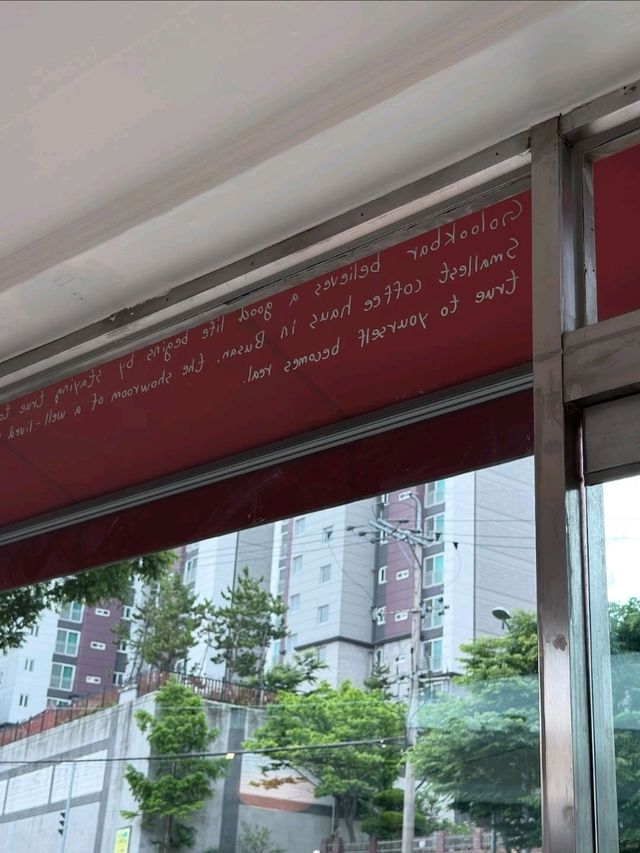 Golookbar believes a good life begins by staying true to
Smallest coffee haus in Busan. the showroom of a well-lived
true to yourself becomes real.